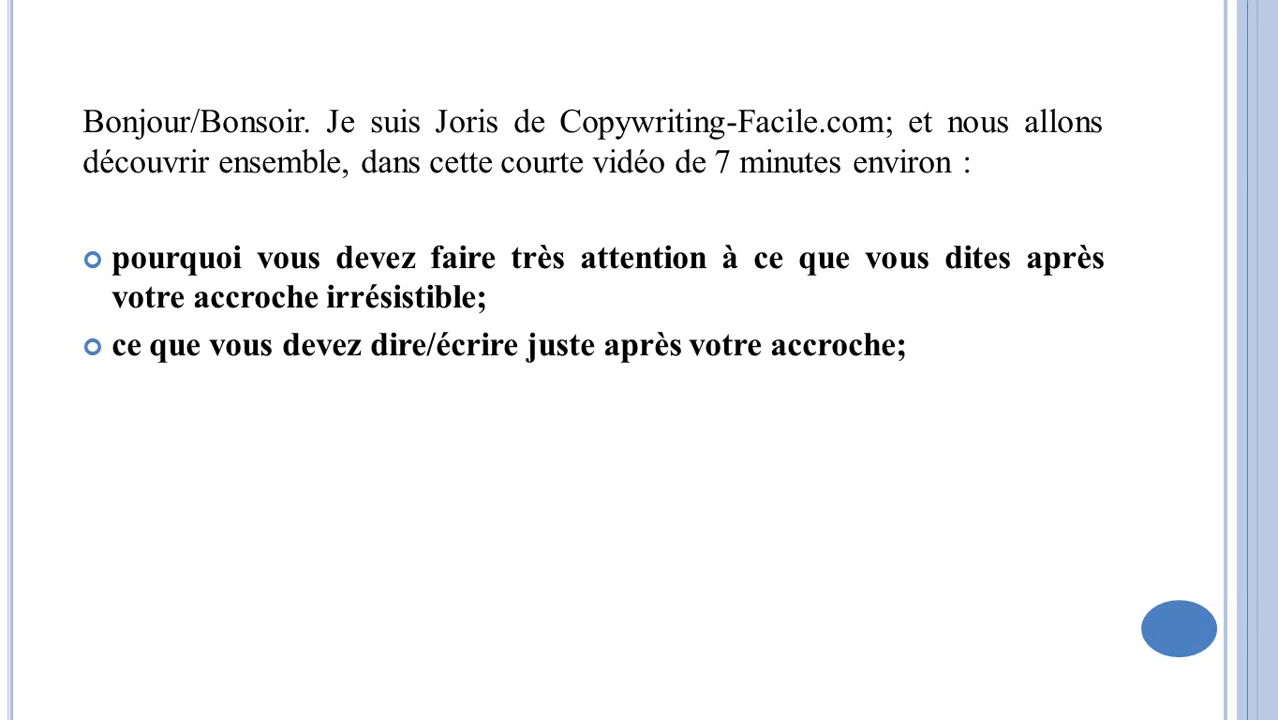 Bonjour/Bonsoir. Je suis Joris de Copywriting-Facile.com; et nous allons
découvrir ensemble, dans cette courte vidéo de 7 minutes environ :
pourquoi vous devez faire très attention à ce que vous dites après
votre accroche irrésistible;
ce que vous devez dire/écrire juste après votre accroche;